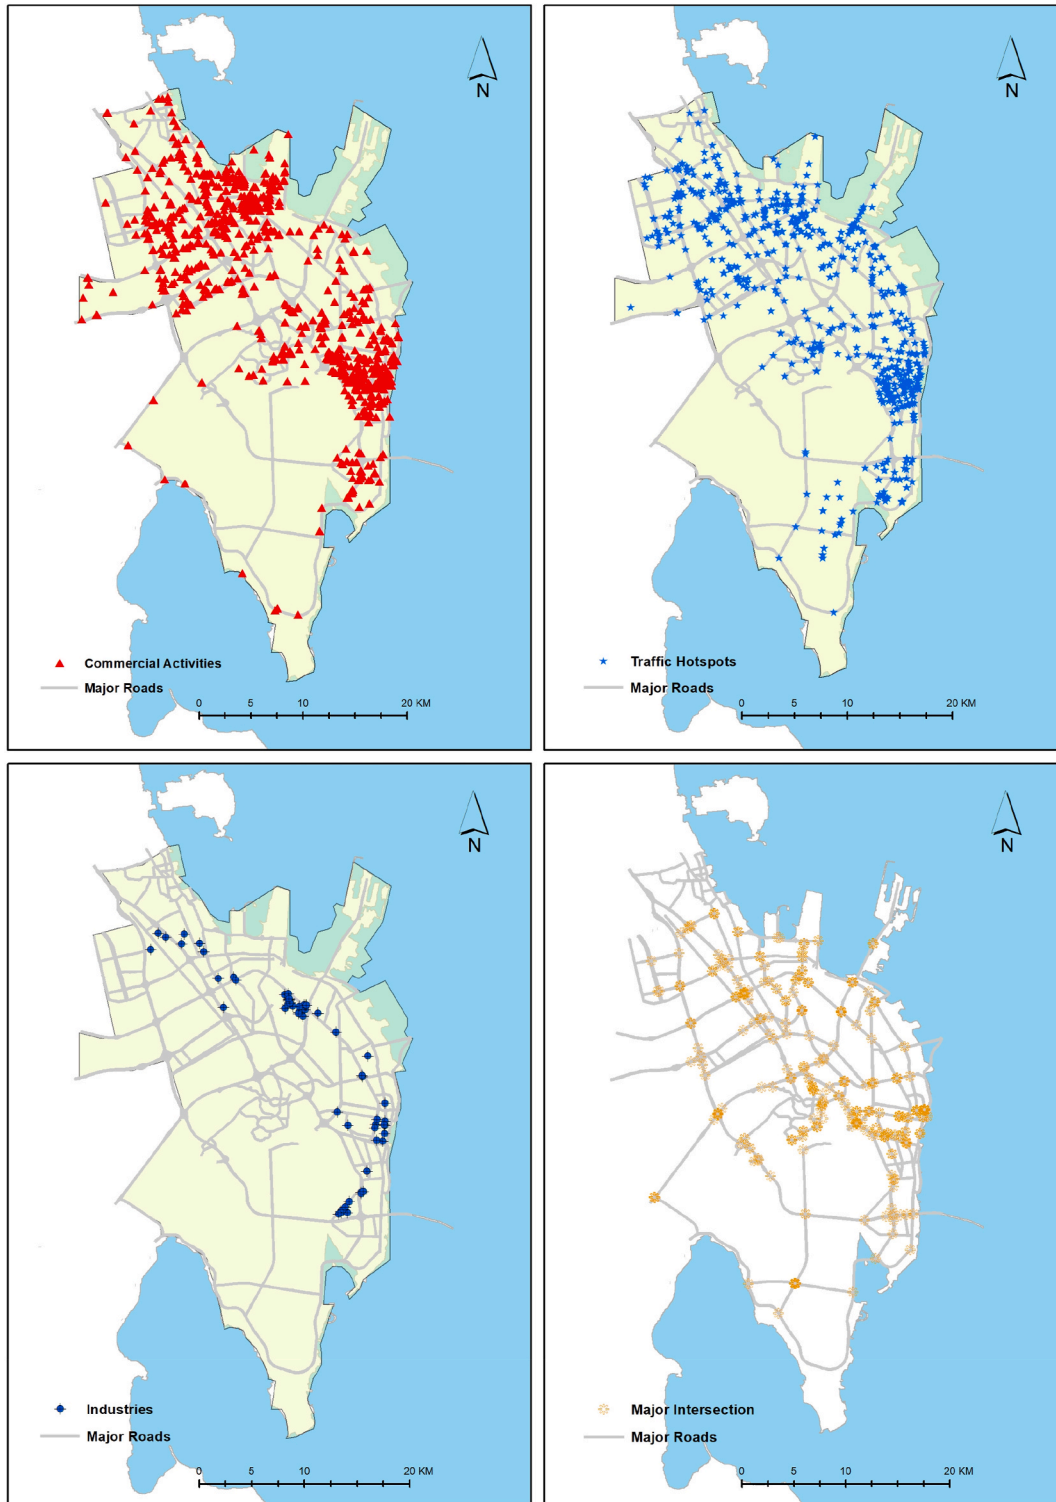 N
Commercial Activities
Major Roads
0 5 10 20 KM
N
Traffic Hotspots
Major Roads
0 5 10 20 KM
N
Industries
Major Roads
0 5 10 20 KM
N
Major Intersection
Major Roads
0 5 10 20 KM